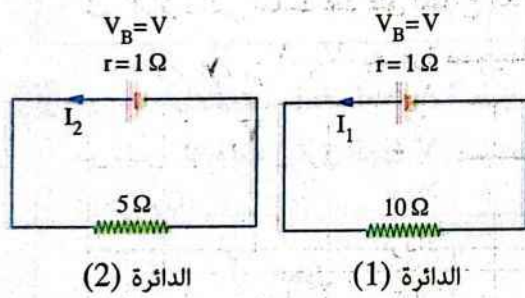 V_B=V
r=1Ω
I_1
10Ω
الدائرة (1)
V_B=V
r=1Ω
I_2
5Ω
الدائرة (2)